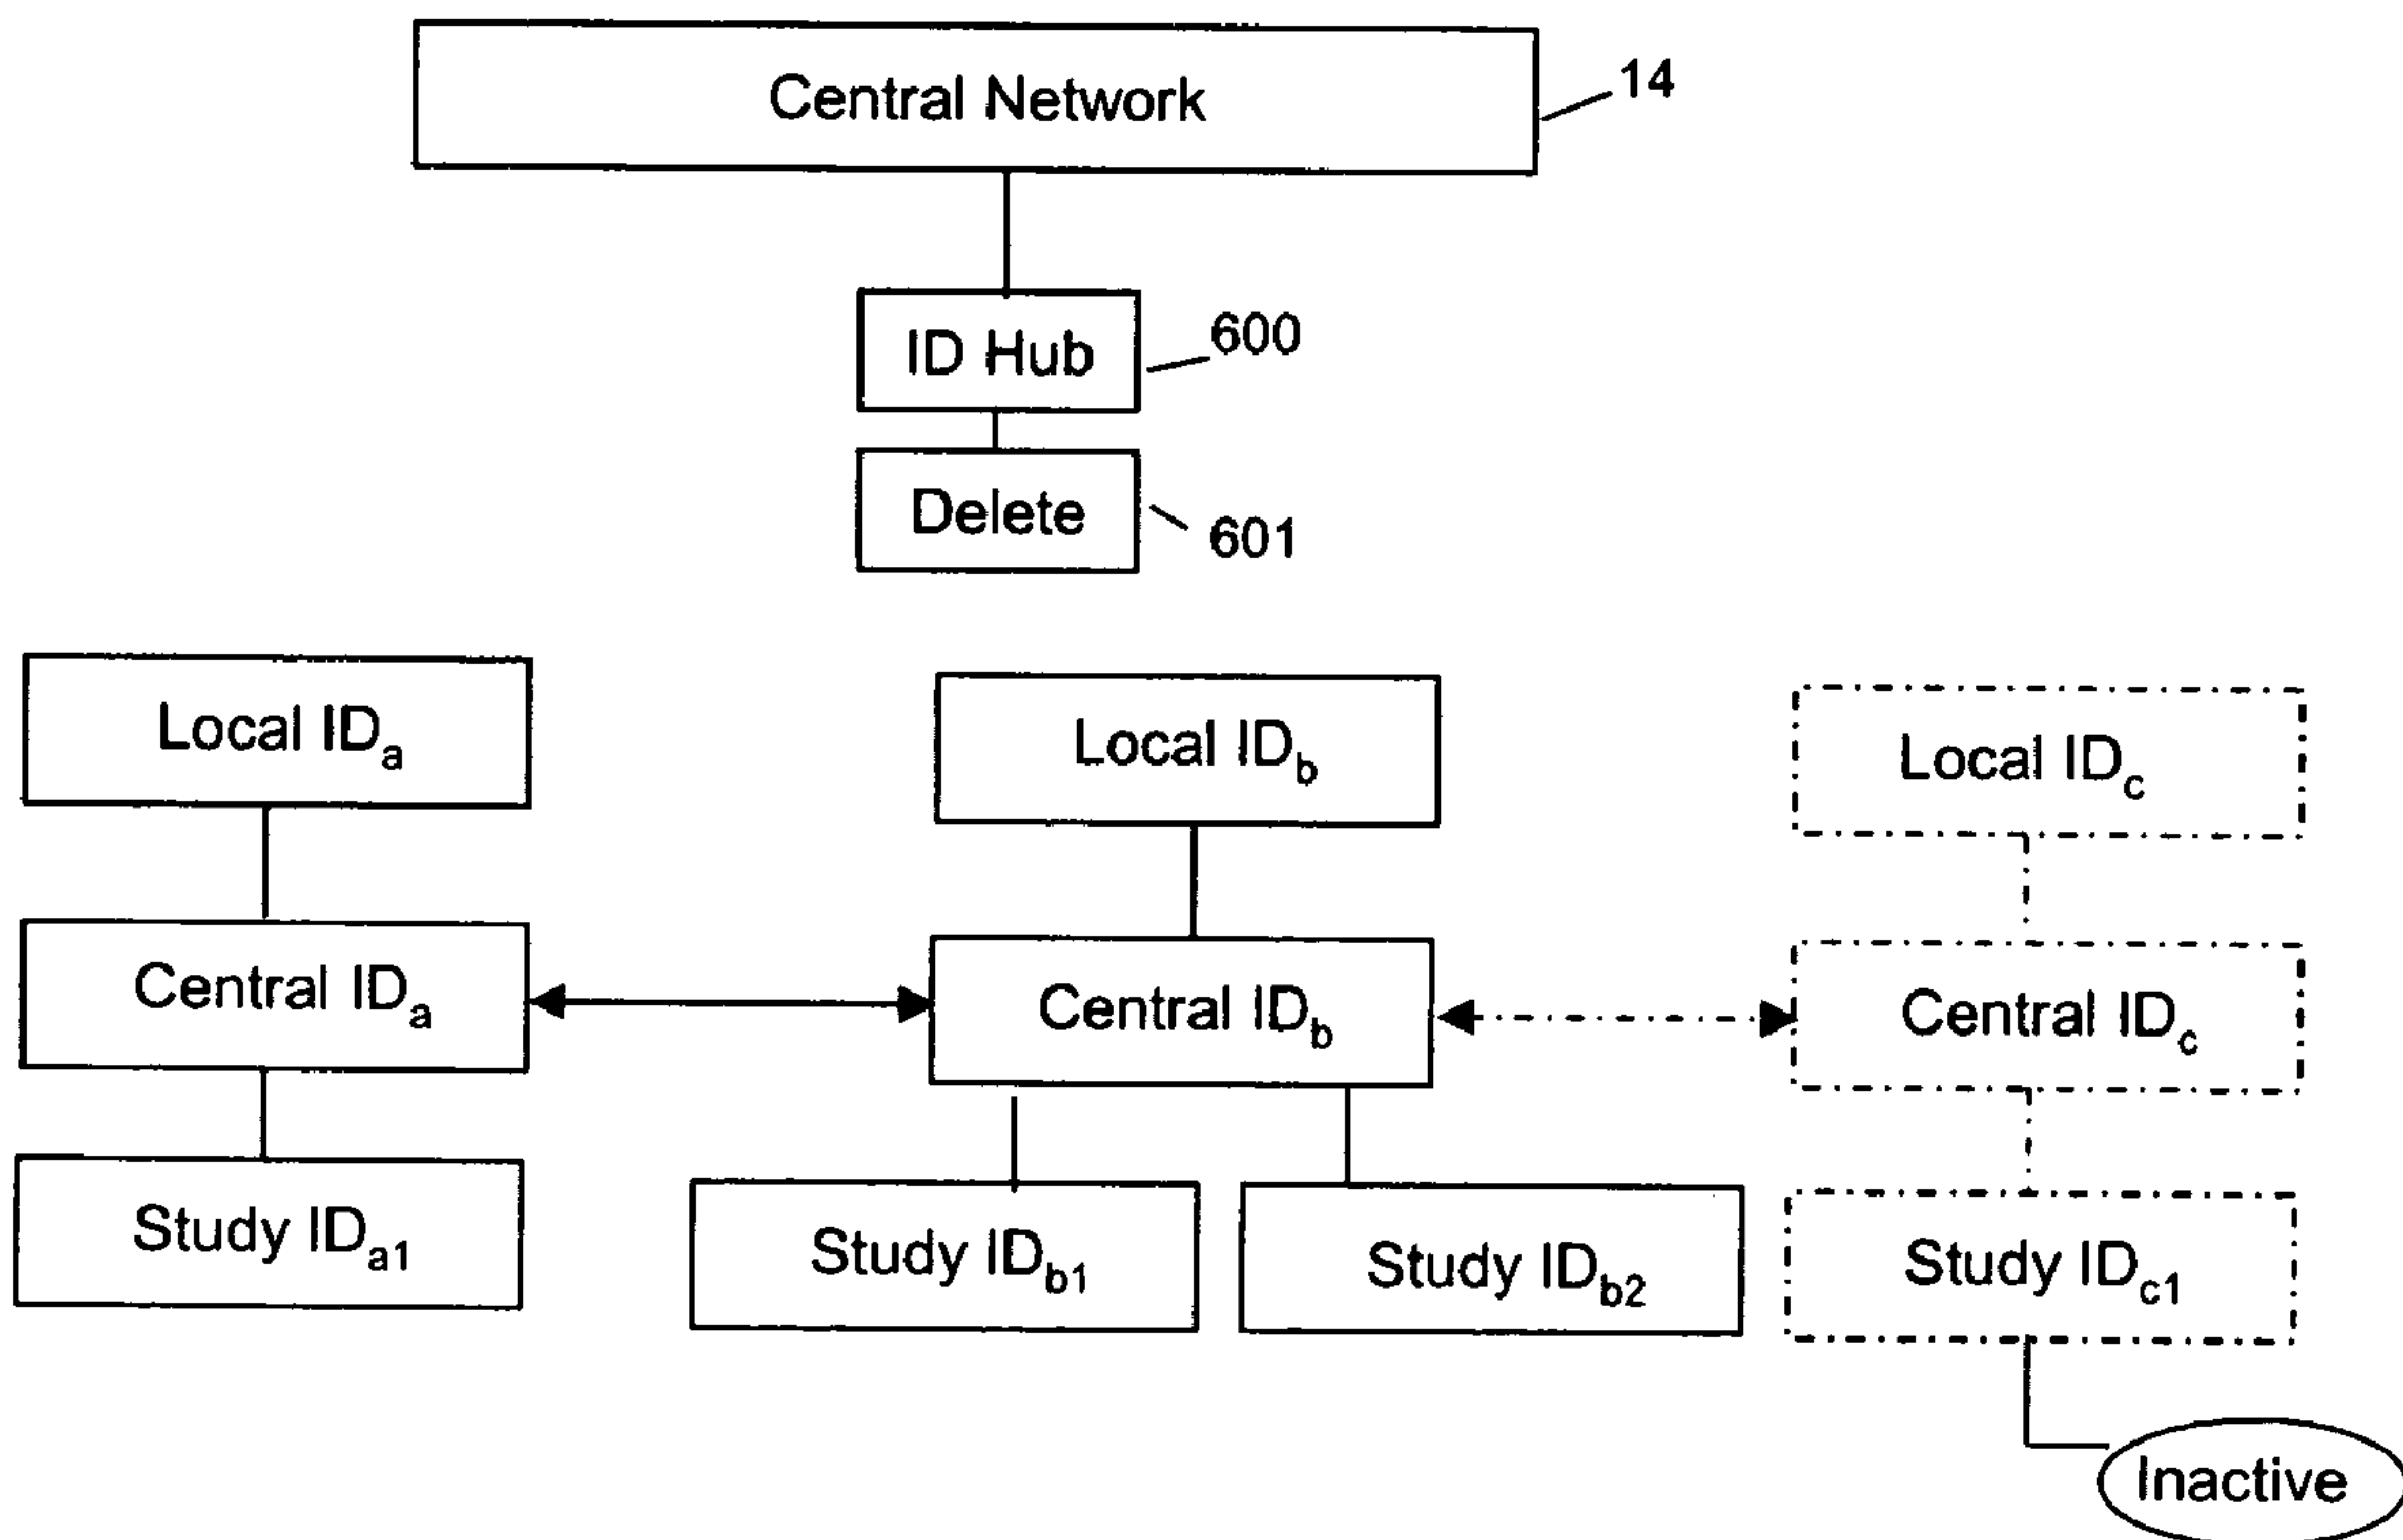 Central Network
14
ID Hub
600
Delete
601
Local IDa
Local IDb
Local IDc
Central IDa
Central IDb
Central IDc
Study IDa1
Study IDb1
Study IDb2
Study IDc1
Inactive